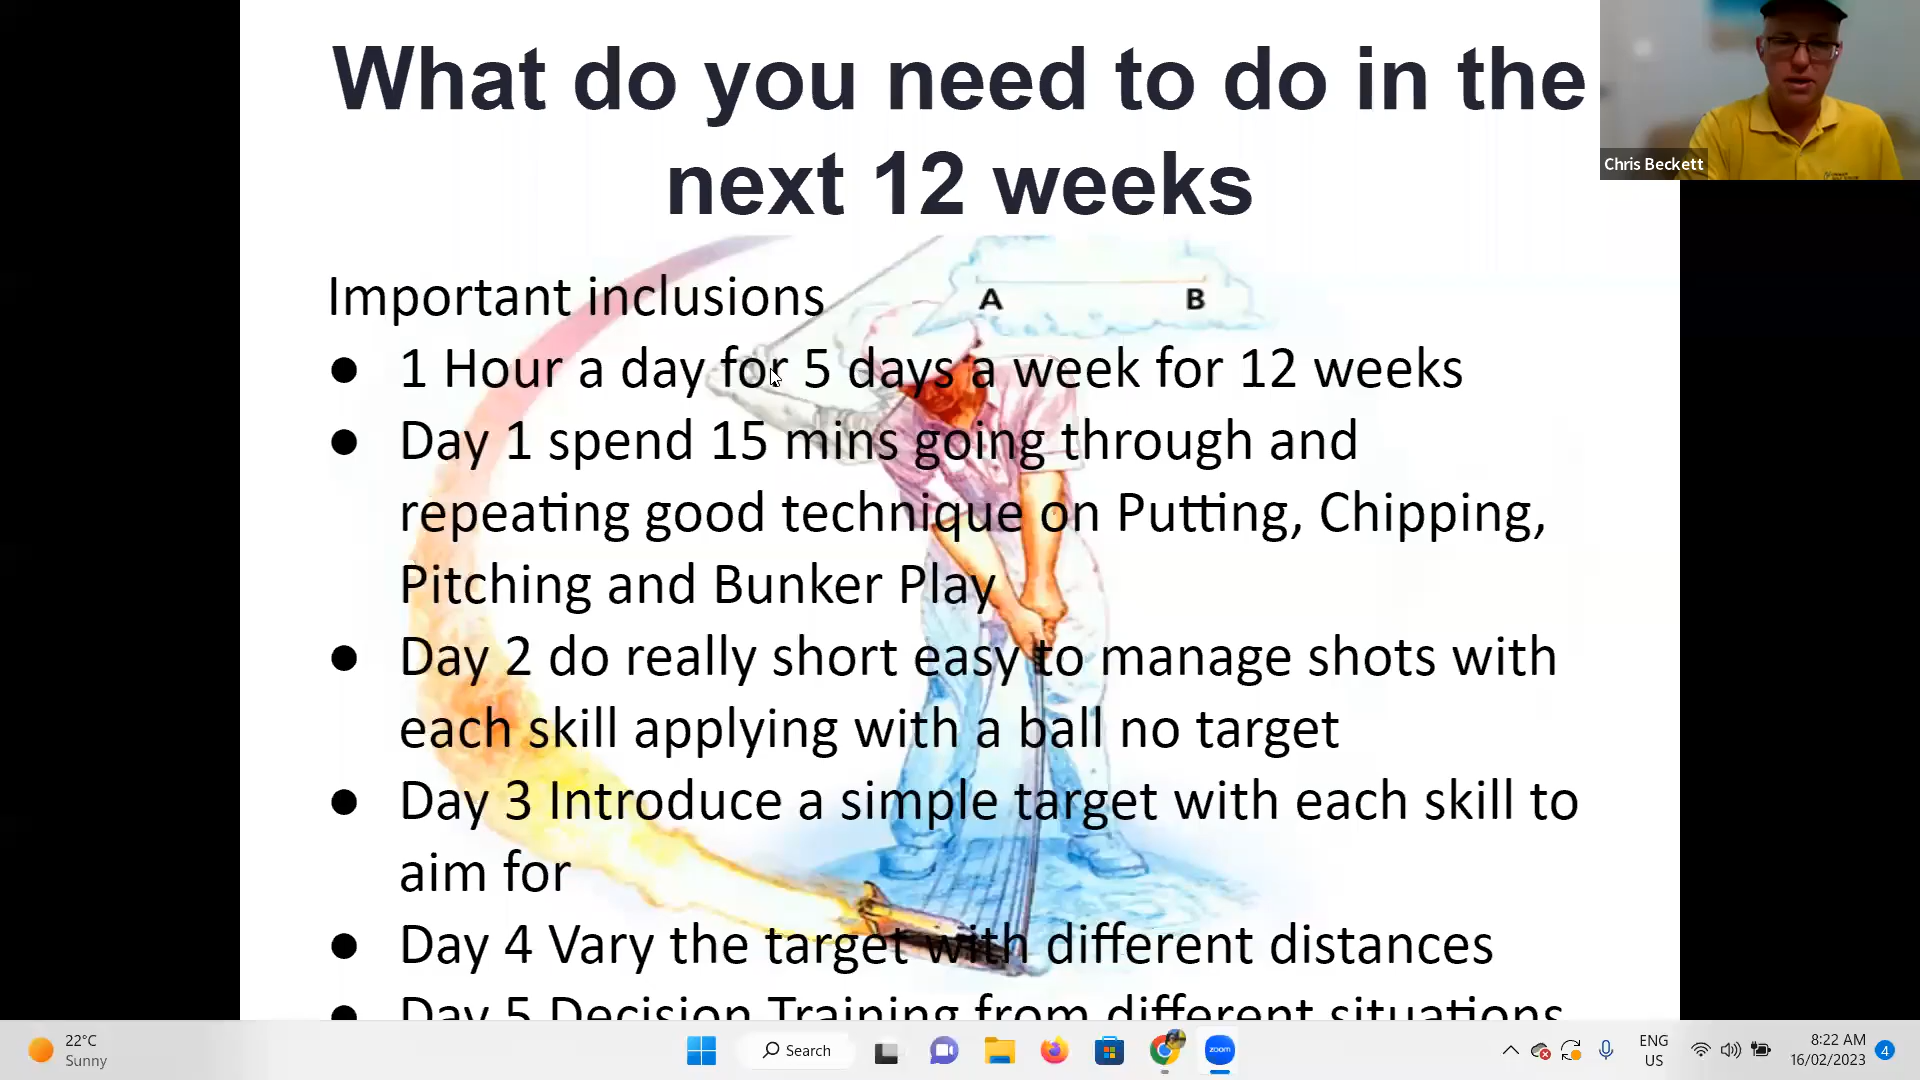 What do you need to do in the
next 12 weeks
Chris Beckett
A B
Important inclusions
● 1 Hour a day for 5 days a week for 12 weeks
● Day 1 spend 15 mins going through and
repeating good technique on Putting, Chipping,
Pitching and Bunker Play
● Day 2 do really short easy to manage shots with
each skill applying with a ball no target
● Day 3 Introduce a simple target with each skill to
aim for
● Day 4 Vary the target with different distances
● Day 5 Decision Training from different situations
22°C
Sunny
Search
zoom
ENG
US
8:22 AM
16/02/2023
4